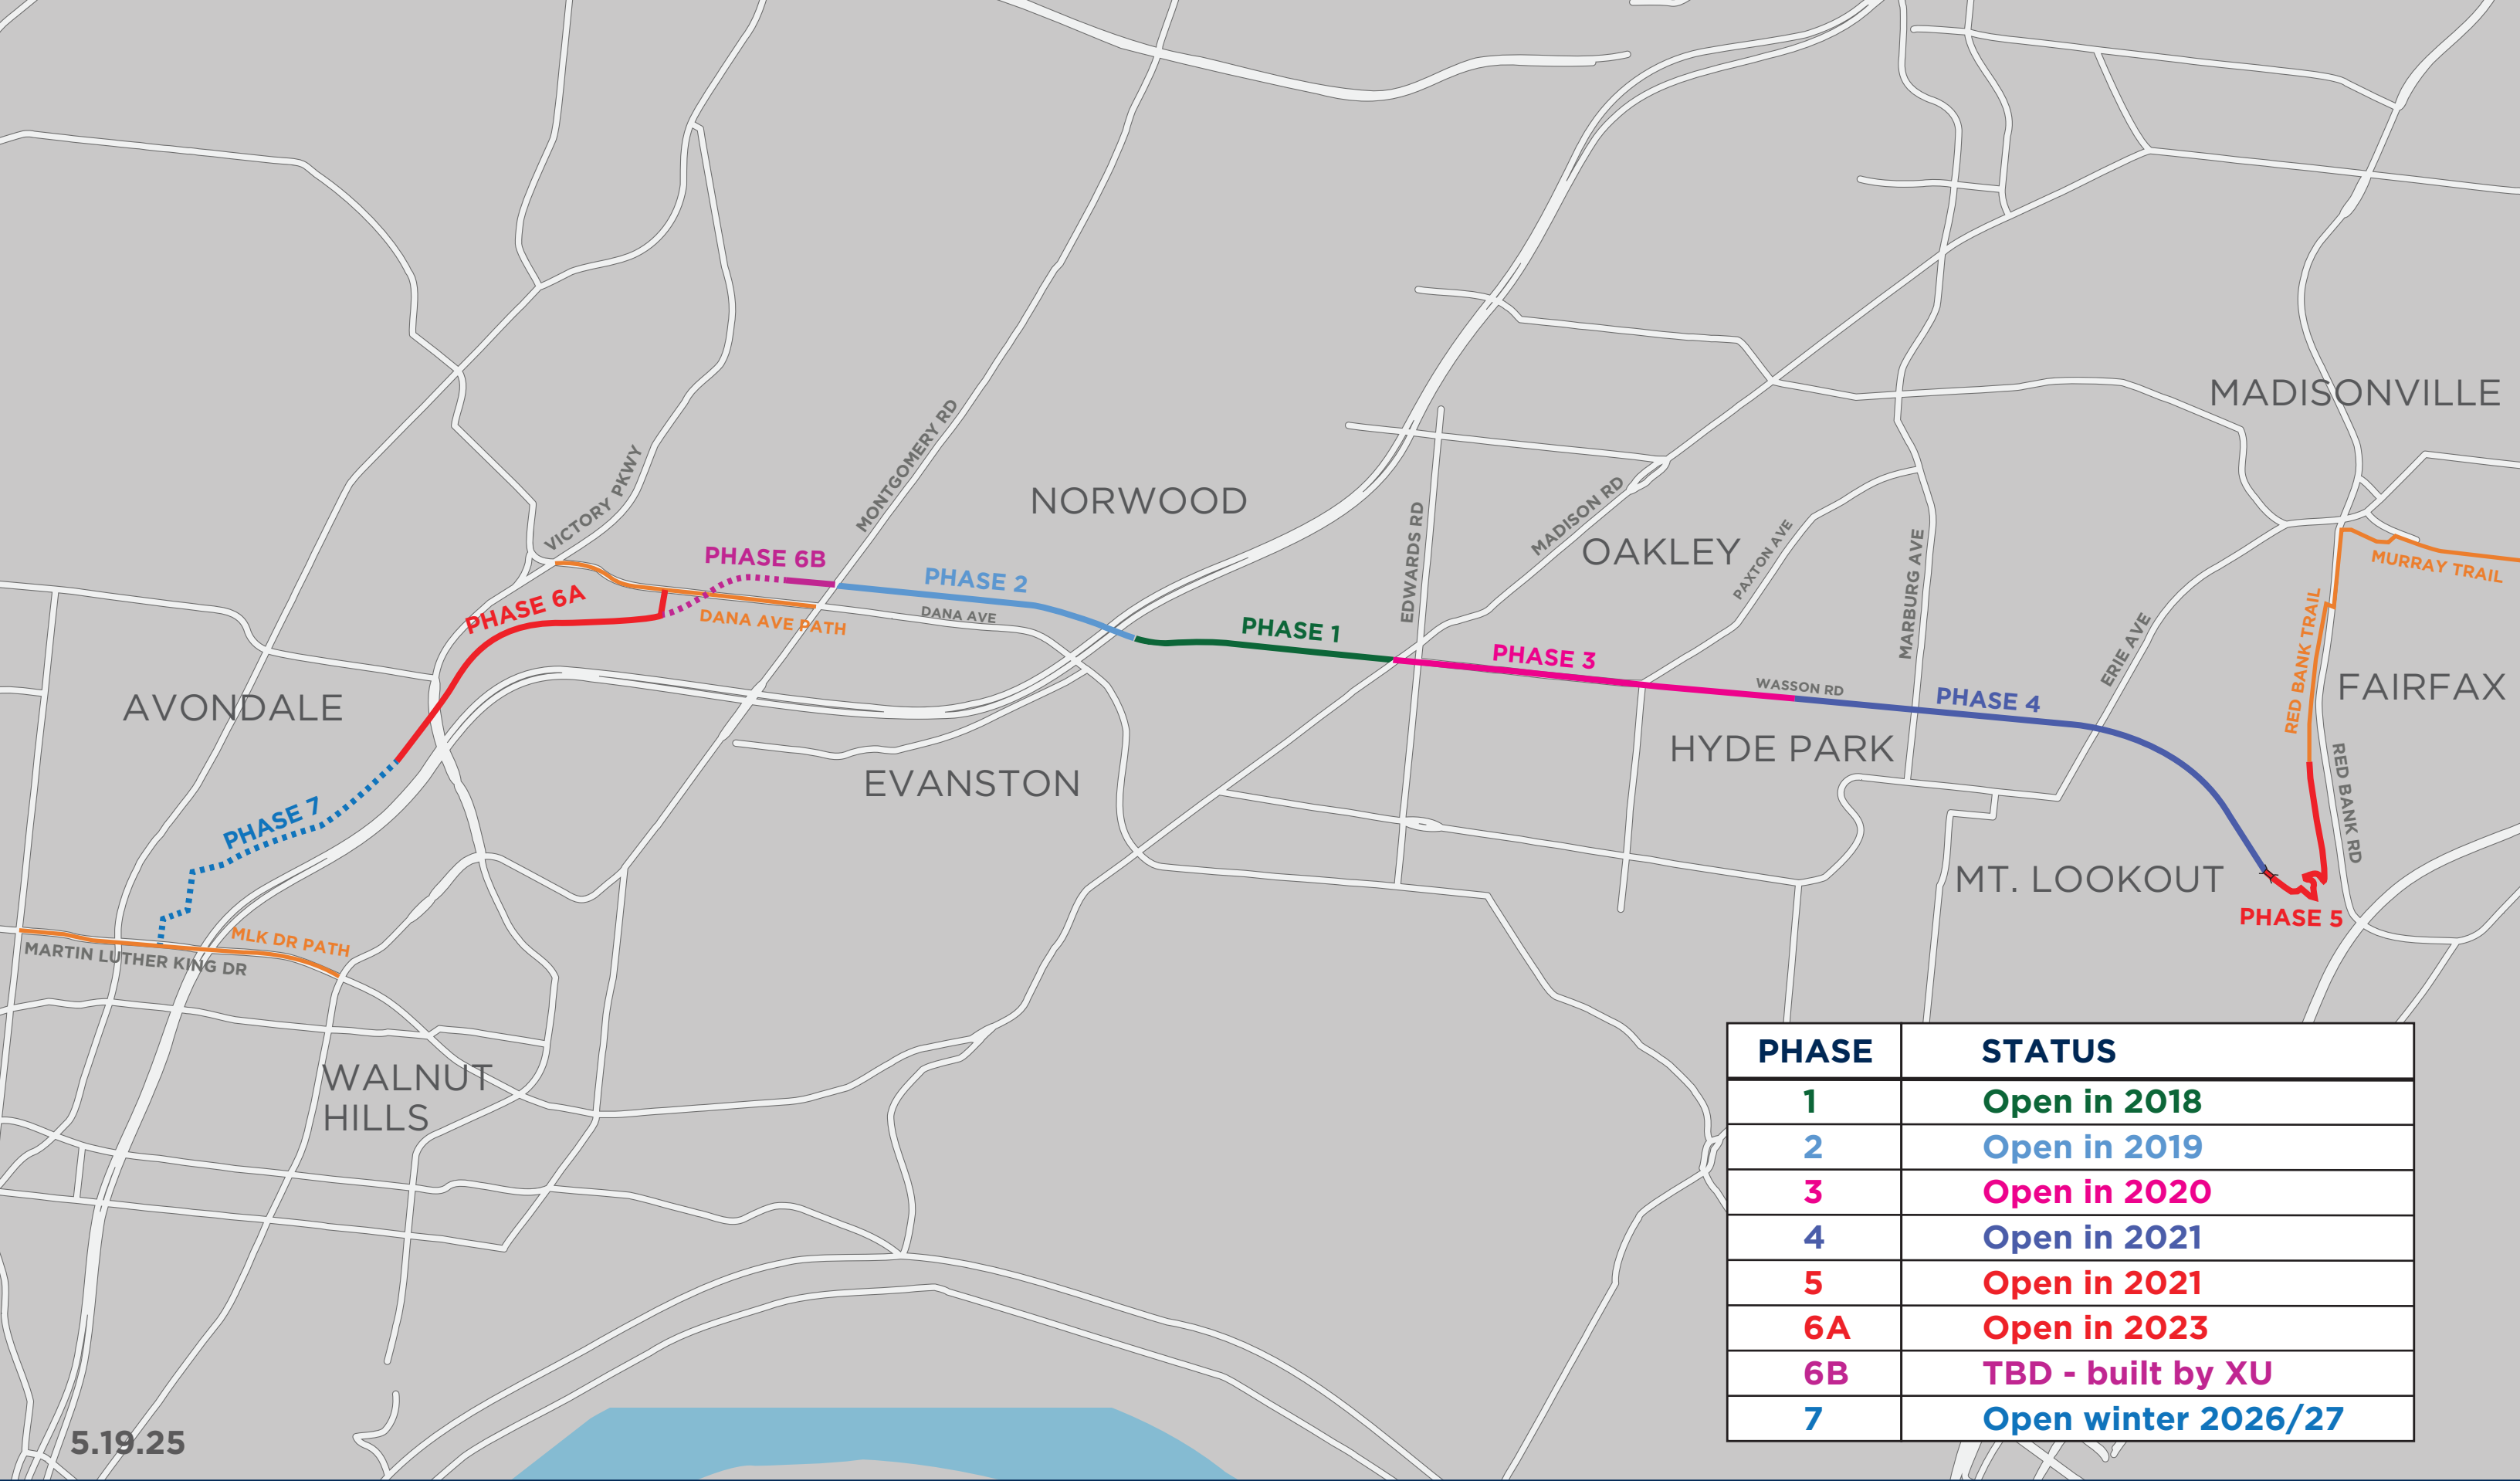 MADISONVILLE
MONTGOMERY RD
VICTORY PKWY
NORWOOD
EDWARDS RD
MADISON RD
OAKLEY
PAXTON AVE
MARBURG AVE
MURRAY TRAIL
PHASE 6B
PHASE 2
PHASE 6A
DANA AVE PATH
DANA AVE
PHASE 1
PHASE 3
ERIE AVE
RED BANK TRAIL
FAIRFAX
WASSON RD
PHASE 4
AVONDALE
HYDE PARK
EVANSTON
RED BANK RD
PHASE 7
MT. LOOKOUT
PHASE 5
MLK DR PATH
MARTIN LUTHER KING DR
WALNUT
HILLS
PHASE STATUS
1 Open in 2018
2 Open in 2019
3 Open in 2020
4 Open in 2021
5 Open in 2021
6A Open in 2023
6B TBD - built by XU
7 Open winter 2026/27
5.19.25